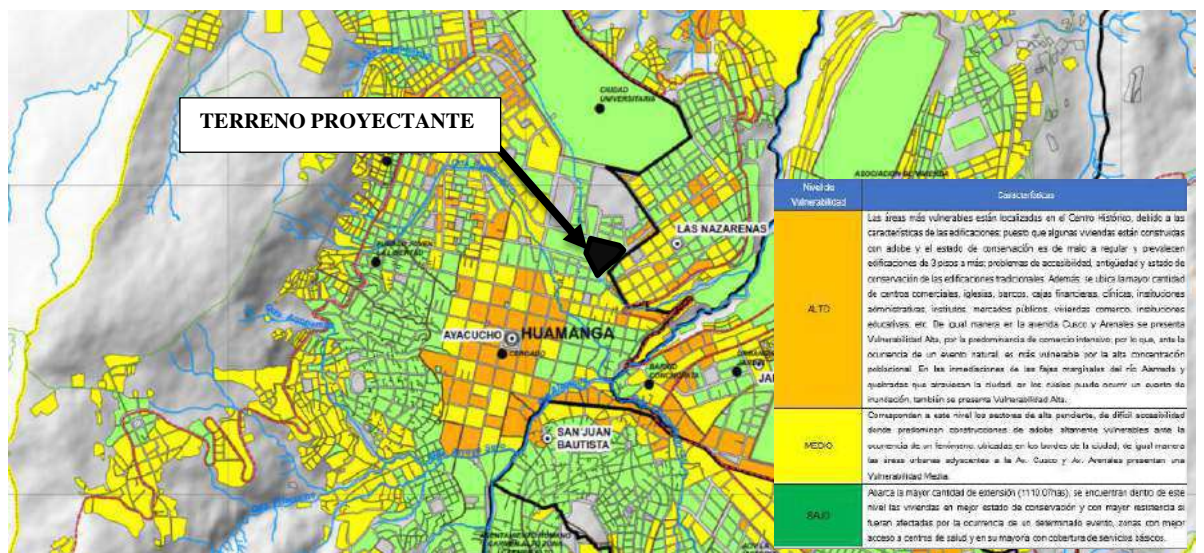 CIUDAD
UNIVERSITARIA
TERRENO PROYECTANTE
ASOCIACION DE VIVIENDA
LAS NAZARENAS
AYACUCHO
HUAMANGA
CERCADO
BARRIO
SAN JUAN
BAUTISTA
Nivel de
Vulnerabilidad
Características
ALTO
Las áreas más vulnerables están localizadas en el Centro Histórico, debido a las
características de las edificaciones; puesto que algunas viviendas están construidas
con adobe y el estado de conservación es de malo a regular y prevalecen
edificaciones de 3 pisos a más; problemas de accesibilidad, antigüedad y estado de
conservación de las edificaciones tradicionales. Además, se ubica la mayor cantidad
de centros comerciales, iglesias, bancos, cajas financieras, clínicas, instituciones
administrativas, institutos, mercados públicos, viviendas comercio, instituciones
educativas, etc. De igual manera en la avenida Cusco y Arenales se presenta
Vulnerabilidad Alta, por la predominancia de comercio intensivo, por lo que, ante la
ocurrencia de un evento natural, es más vulnerable por la alta concentración
poblacional. En las inmediaciones de las fajas marginales del río Alameda y
quebradas que atraviesan la ciudad, en los cuales puede ocurrir un evento de
inundación, también se presenta Vulnerabilidad Alta.
MEDIO
Corresponden a este nivel los sectores de alta pendiente, de difícil accesibilidad
donde predominan construcciones de adobe altamente vulnerables ante la
ocurrencia de un fenómeno, ubicadas en los bordes de la ciudad; de igual manera
las áreas urbanas adyacentes a la Av. Cusco y Av. Arenales presentan una
Vulnerabilidad Media.
BAJO
Abarca la mayor cantidad de extensión (1110.07has), se encuentran dentro de este
nivel las viviendas en mejor estado de conservación y con mayor resistencia si
fueran afectadas por la ocurrencia de un determinado evento, zonas con mejor
acceso a centros de salud y en su mayoría con cobertura de servicios básicos.